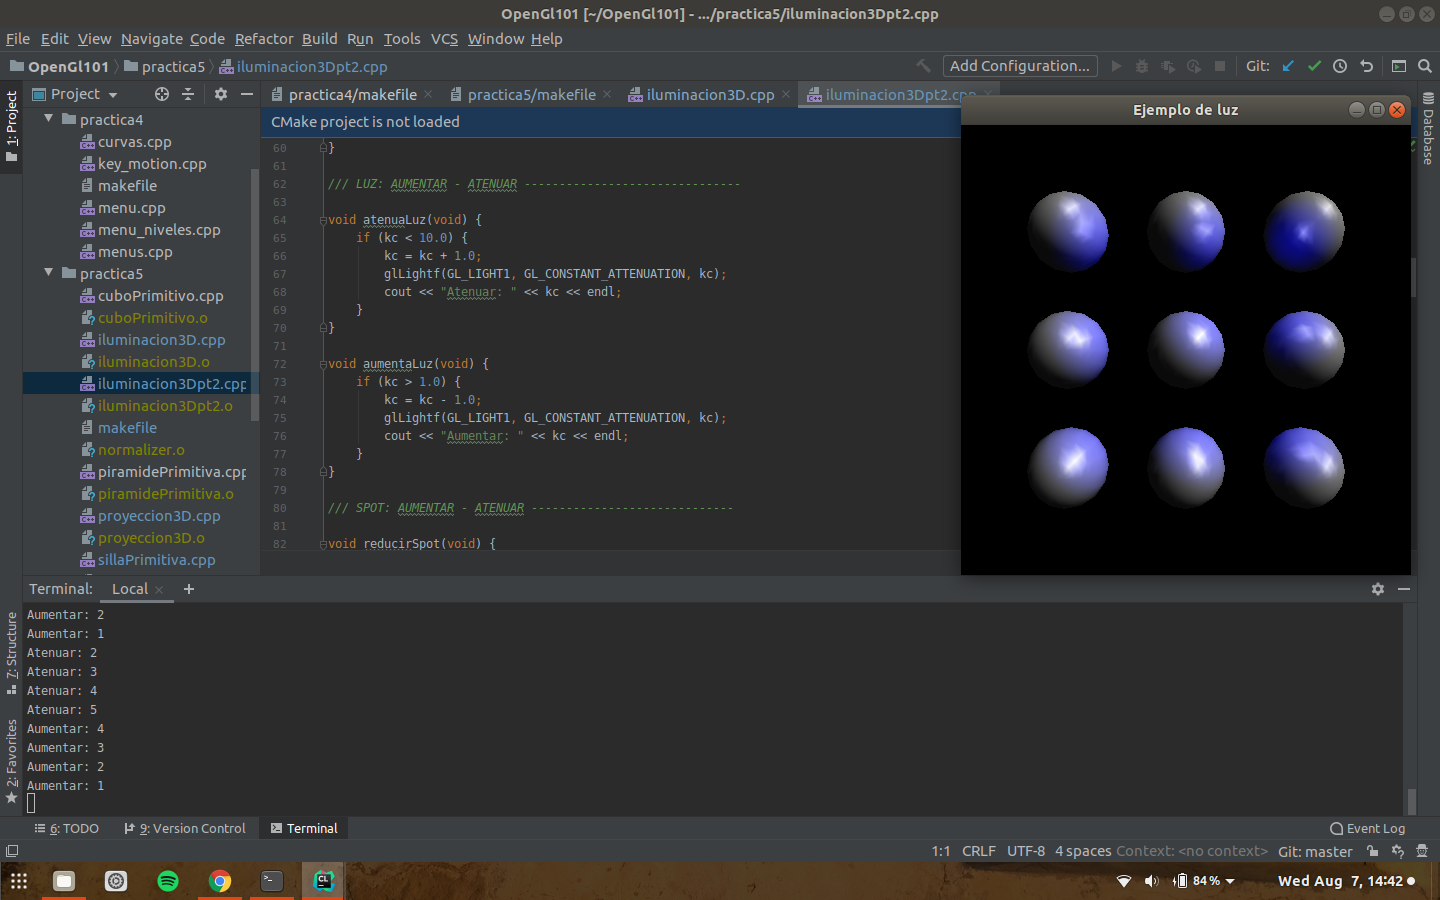 OpenGl101 [~/OpenGl101] - .../practica5/iluminacion3Dpt2.cpp
File Edit View Navigate Code Refactor Build Run Tools VCS Window Help
OpenGl101 practica5 iluminacion3Dpt2.cpp
Add Configuration...
Git:
1: Project
Project
practica4/makefile
practica5/makefile
iluminacion3D.cpp
iluminacion3Dpt2.cpp
CMake project is not loaded
practica4
curvas.cpp
key_motion.cpp
makefile
menu.cpp
menu_niveles.cpp
menus.cpp
practica5
cuboPrimitivo.cpp
cuboPrimitivo.o
iluminacion3D.cpp
iluminacion3D.o
iluminacion3Dpt2.cpp
iluminacion3Dpt2.o
makefile
normalizer.o
piramidePrimitiva.cpp
piramidePrimitiva.o
proyeccion3D.cpp
proyeccion3D.o
sillaPrimitiva.cpp
60 }
61
62 /// LUZ: AUMENTAR - ATENUAR -------------------------------
63
64 void atenuaLuz(void) {
65 if (kc < 10.0) {
66 kc = kc + 1.0;
67 glLightf(GL_LIGHT1, GL_CONSTANT_ATTENUATION, kc);
68 cout << "Atenuar: " << kc << endl;
69 }
70 }
71
72 void aumentaLuz(void) {
73 if (kc > 1.0) {
74 kc = kc - 1.0;
75 glLightf(GL_LIGHT1, GL_CONSTANT_ATTENUATION, kc);
76 cout << "Aumentar: " << kc << endl;
77 }
78 }
79
80 /// SPOT: AUMENTAR - ATENUAR -----------------------------
81
82 void reducirSpot(void) {
Ejemplo de luz
Database
Terminal: Local
Aumentar: 2
Aumentar: 1
Atenuar: 2
Atenuar: 3
Atenuar: 4
Atenuar: 5
Aumentar: 4
Aumentar: 3
Aumentar: 2
Aumentar: 1
7: Structure
2: Favorites
6: TODO 9: Version Control Terminal Event Log
1:1 CRLF UTF-8 4 spaces Context: <no context> Git: master
84 % Wed Aug 7, 14:42